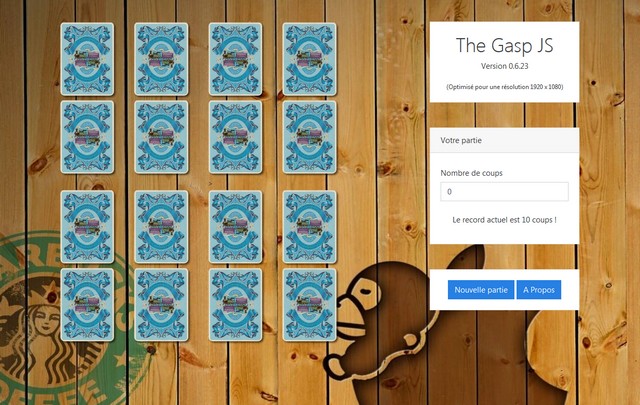 The Gasp JS
Version 0.6.23
(Optimisé pour une résolution 1920 x 1080)
Votre partie
Nombre de coups
0
Le record actuel est 10 coups !
Nouvelle partie
A Propos